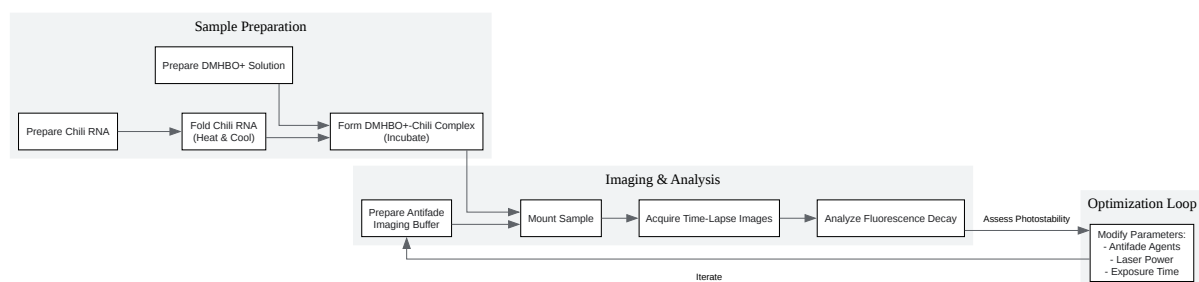 Sample Preparation
Prepare DMHBO+ Solution
Prepare Chili RNA
Fold Chili RNA
(Heat & Cool)
Form DMHBO+-Chili Complex
(Incubate)
Imaging & Analysis
Prepare Antifade
Imaging Buffer
Mount Sample
Acquire Time-Lapse Images
Analyze Fluorescence Decay
Assess Photostability
Optimization Loop
Modify Parameters:
- Antifade Agents
- Laser Power
- Exposure Time
Iterate